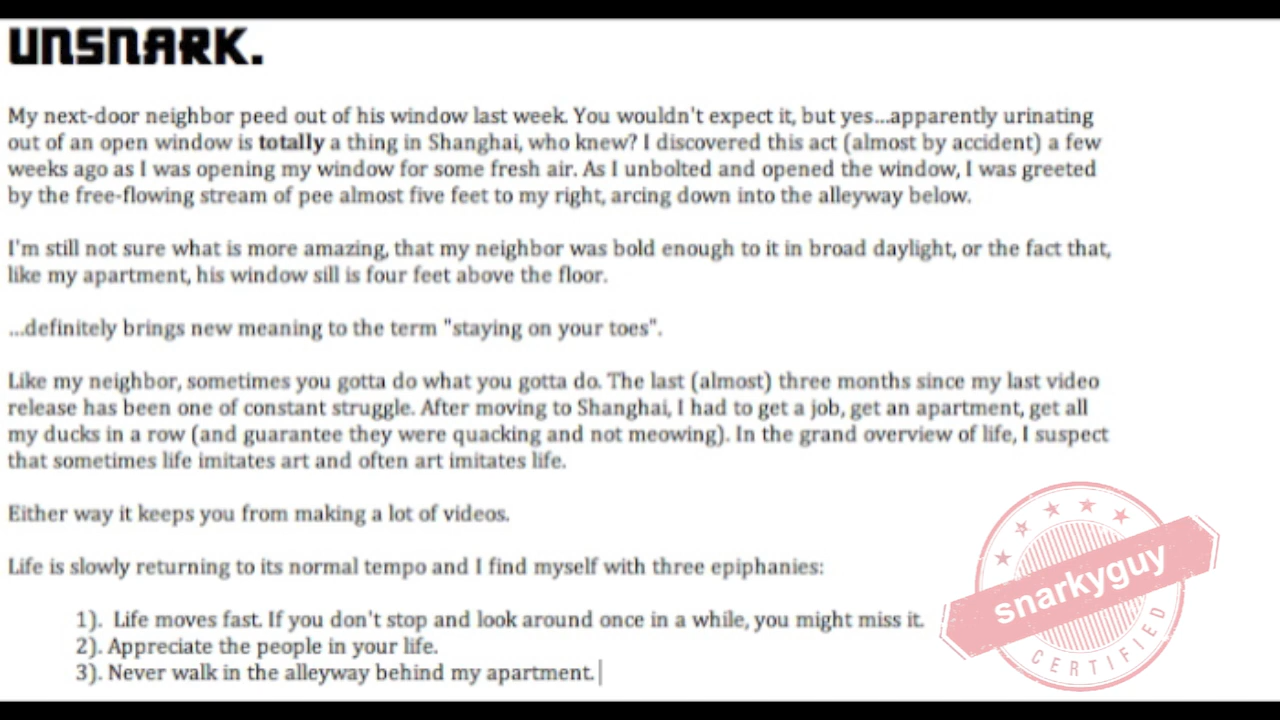 UNSNARK.
My next-door neighbor peed out of his window last week. You wouldn't expect it, but yes...apparently urinating
out of an open window is totally a thing in Shanghai, who knew? I discovered this act (almost by accident) a few
weeks ago as I was opening my window for some fresh air. As I unbolted and opened the window, I was greeted
by the free-flowing stream of pee almost five feet to my right, arcing down into the alleyway below.
I'm still not sure what is more amazing, that my neighbor was bold enough to it in broad daylight, or the fact that,
like my apartment, his window sill is four feet above the floor.
...definitely brings new meaning to the term "staying on your toes".
Like my neighbor, sometimes you gotta do what you gotta do. The last (almost) three months since my last video
release has been one of constant struggle. After moving to Shanghai, I had to get a job, get an apartment, get all
my ducks in a row (and guarantee they were quacking and not meowing). In the grand overview of life, I suspect
that sometimes life imitates art and often art imitates life.
Either way it keeps you from making a lot of videos.
Life is slowly returning to its normal tempo and I find myself with three epiphanies:
1). Life moves fast. If you don't stop and look around once in a while, you might miss it.
2). Appreciate the people in your life.
3). Never walk in the alleyway behind my apartment.
snarkyguy
CERTIFIED